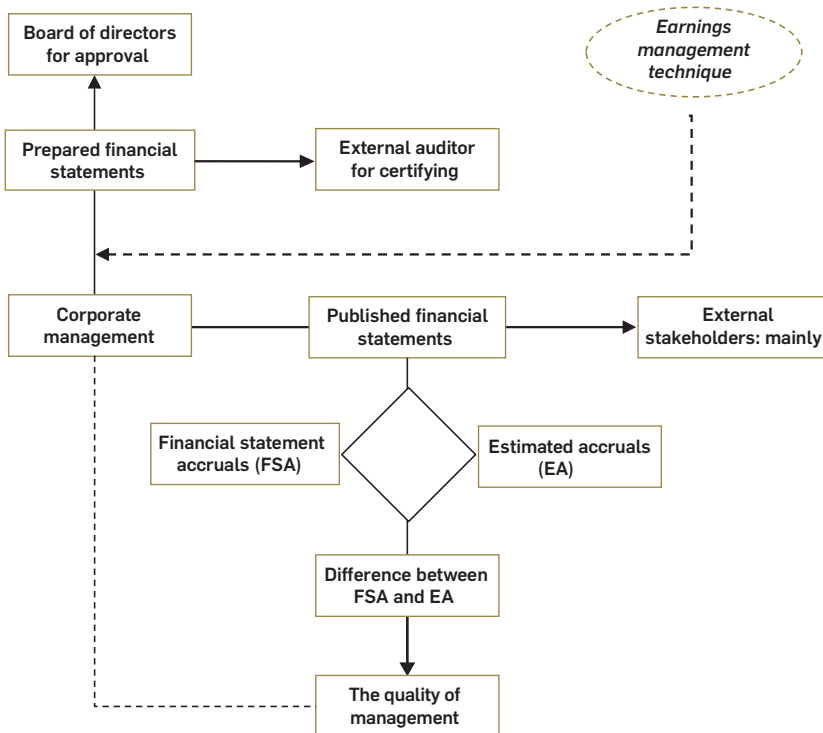 Board of directors
for approval
Earnings
management
technique
Prepared financial
statements
External auditor
for certifying
Corporate
management
Published financial
statements
External
stakeholders: mainly
Financial statement
accruals (FSA)
Estimated accruals
(EA)
Difference between
FSA and EA
The quality of
management